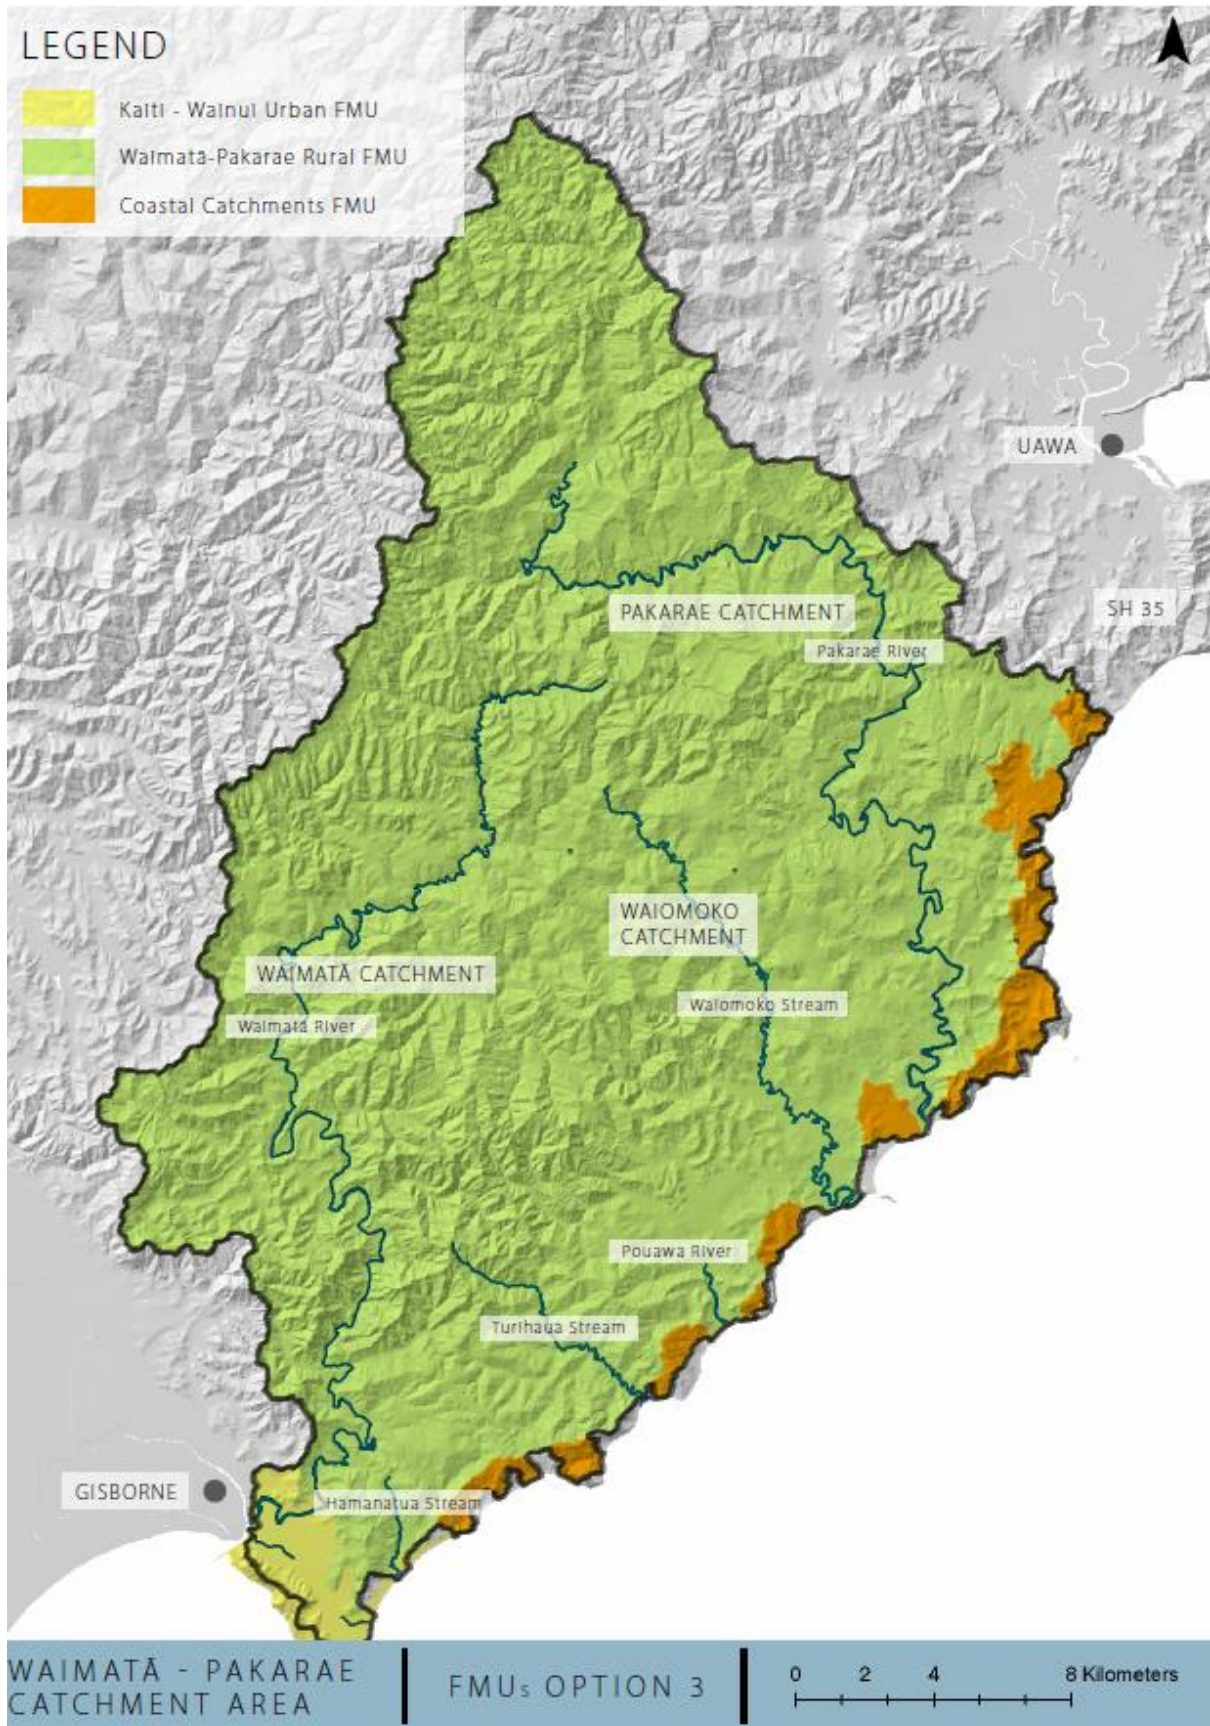 LEGEND
Kaiti - Wainui Urban FMU
Waimatā-Pakarae Rural FMU
Coastal Catchments FMU
UAWA
SH 35
PAKARAE CATCHMENT
Pakarae River
WAIOMOKO
CATCHMENT
WAIMATĀ CATCHMENT
Waiomoko Stream
Waimatā River
Pouawa River
Turihaua Stream
GISBORNE
Hamanatua Stream
WAIMATĀ - PAKARAE
CATCHMENT AREA
FMUs OPTION 3
0 2 4 8 Kilometers